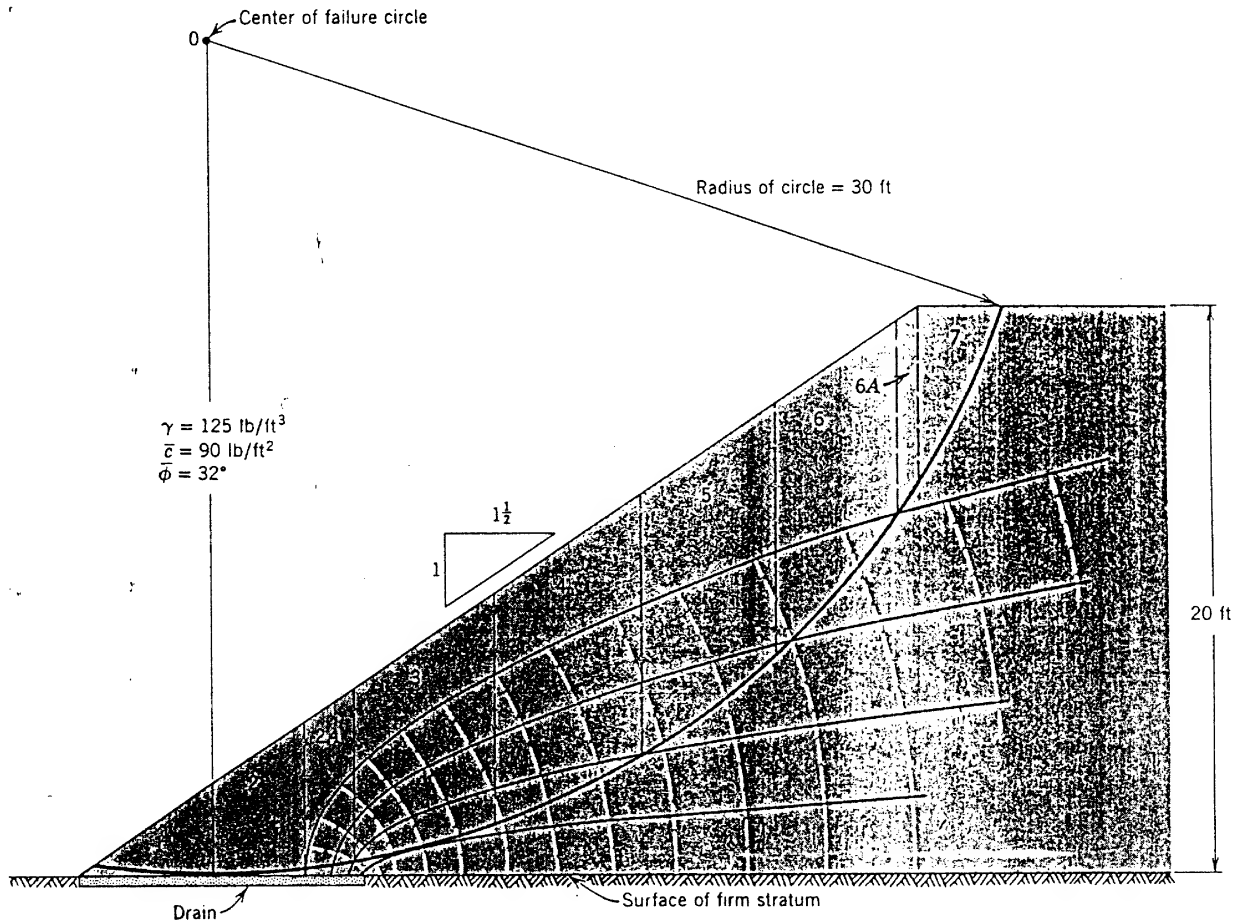 Center of failure circle
0
Radius of circle = 30 ft
7
6A
6
γ = 125 lb/ft³
c̄ = 90 lb/ft²
ϕ̄ = 32°
5
1½
1
20 ft
3
Surface of firm stratum
Drain